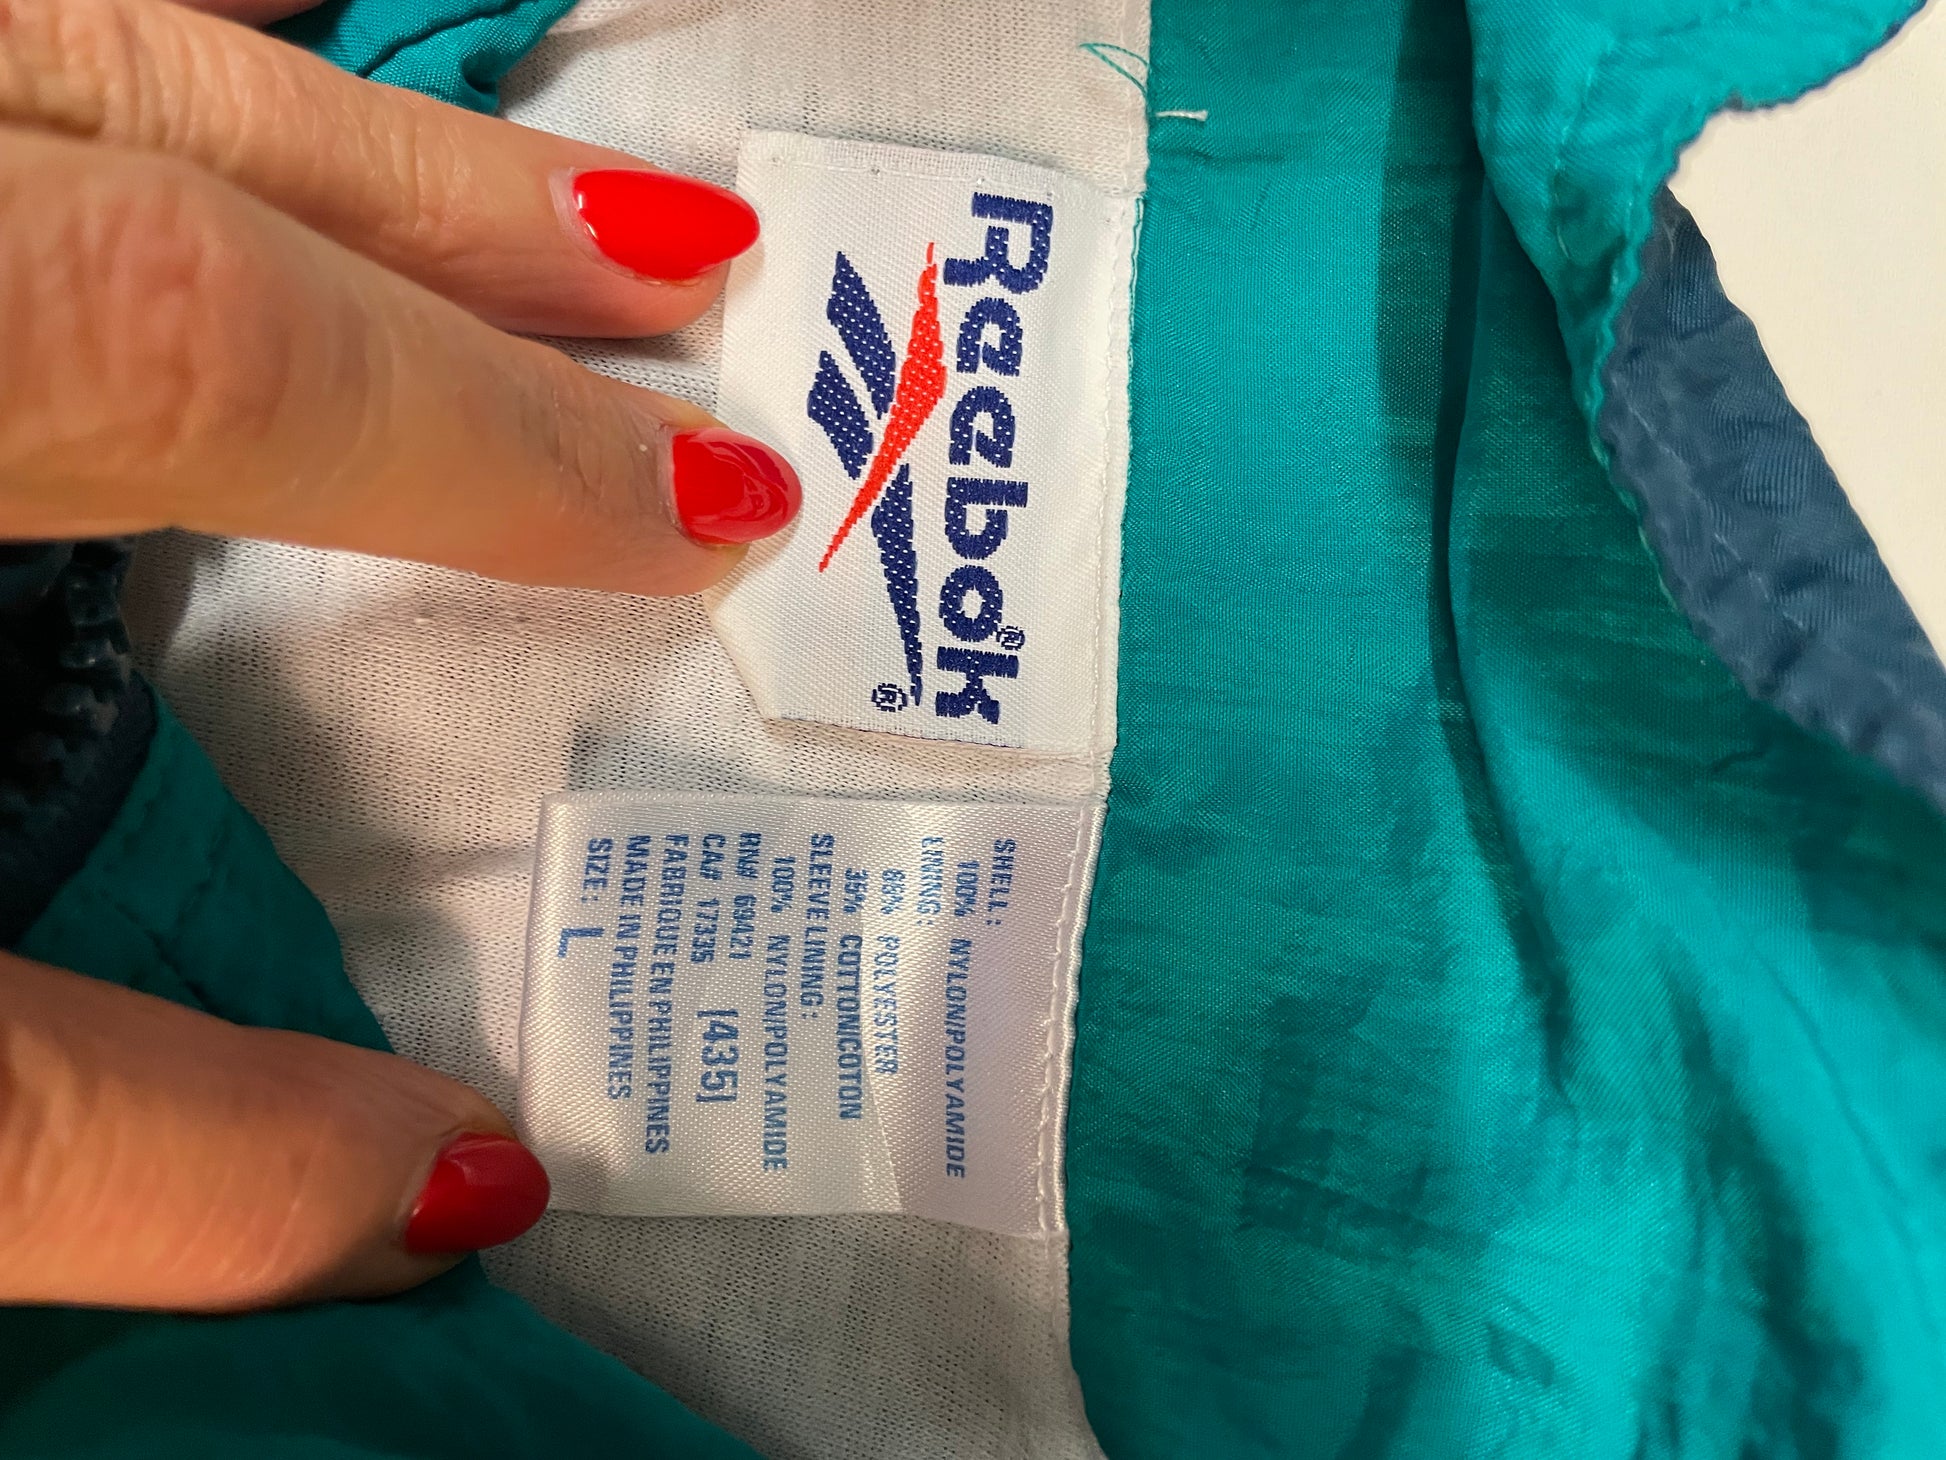 Reebok®
®
SHELL:
100% NYLON/POLYAMIDE
LINING:
65% POLYESTER
35% COTTON/COTON
SLEEVE LINING:
100% NYLON/POLYAMIDE
RN# 69421
CA# 17335 [435]
FABRIQUE EN PHILIPPINES
MADE IN PHILIPPINES
SIZE: L